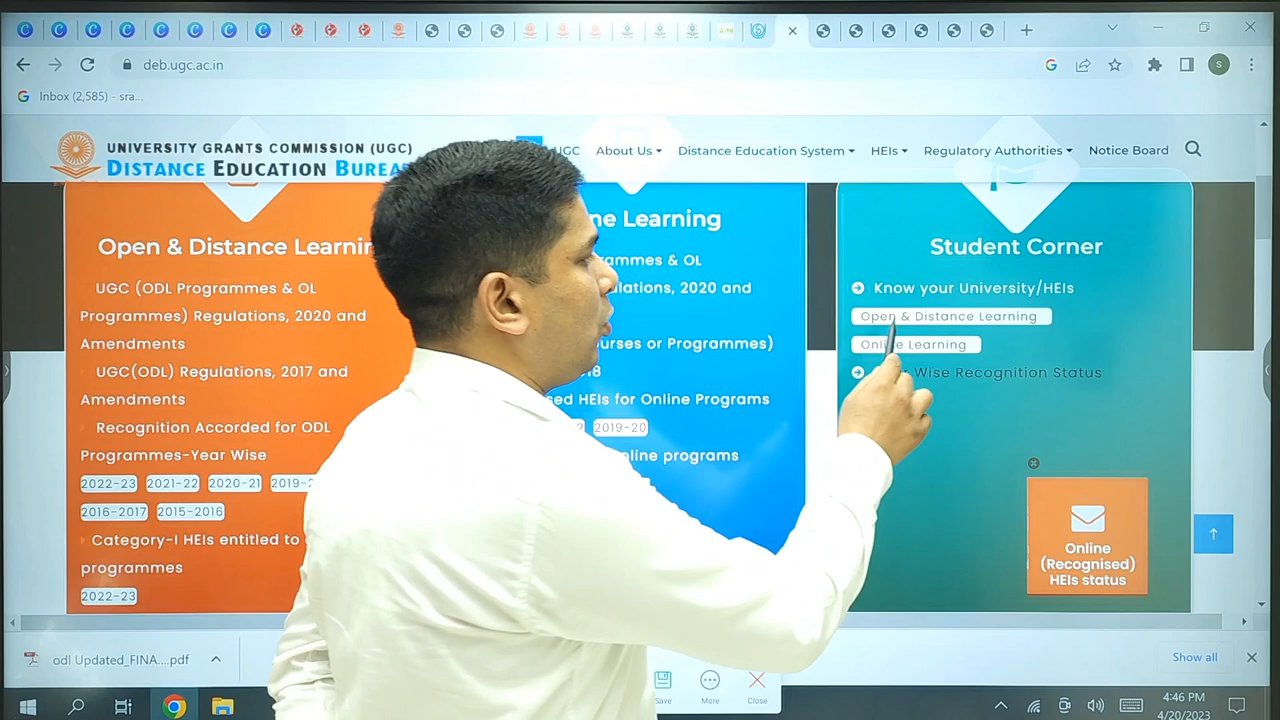 deb.ugc.ac.in
S
Inbox (2,585) - sra...
UNIVERSITY GRANTS COMMISSION (UGC)
DISTANCE EDUCATION BUREA
UGC
About Us
Distance Education System
HEIs
Regulatory Authorities
Notice Board
Open & Distance Learnin
UGC (ODL Programmes & OL
Programmes) Regulations, 2020 and
Amendments
UGC(ODL) Regulations, 2017 and
Amendments
Recognition Accorded for ODL
Programmes-Year Wise
2022-23 2021-22 2020-21 2019-2
2016-2017 2015-2016
Category-I HEIs entitled to
programmes
2022-23
ne Learning
rammes & OL
ulations, 2020 and
ourses or Programmes)
18
sed HEIs for Online Programs
2 2019-20
nline programs
Student Corner
Know your University/HEIs
Open & Distance Learning
Online Learning
Wise Recognition Status
Online
(Recognised)
HEIs status
odl Updated_FINA....pdf
Show all
Save
More
Close
4:46 PM
4/20/2023